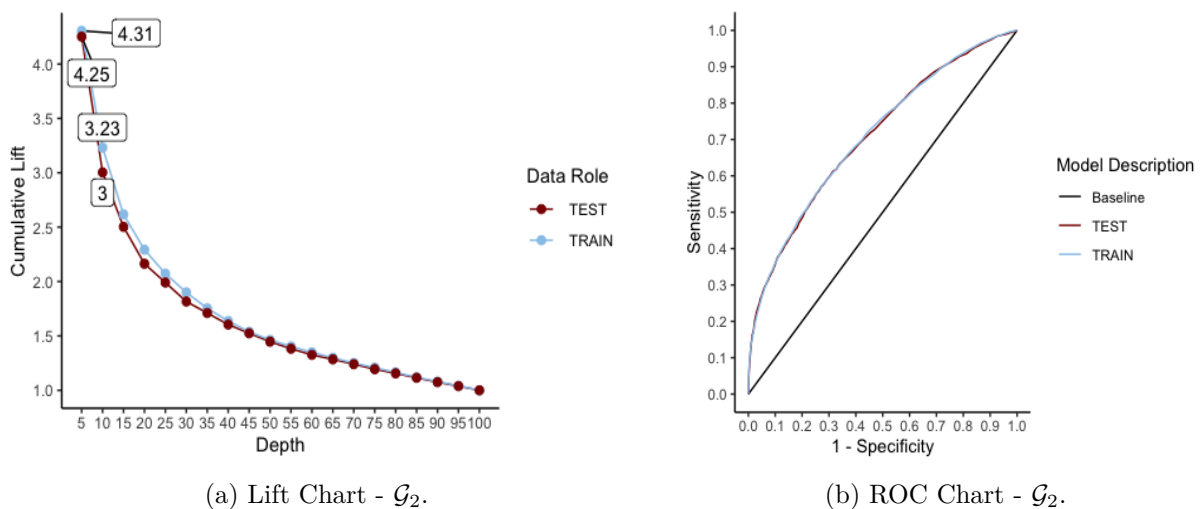 4.31
4.25
3.23
3
4.0
3.5
3.0
2.5
2.0
1.5
1.0
Cumulative Lift
5 10 15 20 25 30 35 40 45 50 55 60 65 70 75 80 85 90 95 100
Depth
Data Role
TEST
TRAIN
(a) Lift Chart - 𝒢₂.
1.0
0.9
0.8
0.7
0.6
0.5
0.4
0.3
0.2
0.1
0.0
Sensitivity
0.0 0.1 0.2 0.3 0.4 0.5 0.6 0.7 0.8 0.9 1.0
1 - Specificity
Model Description
Baseline
TEST
TRAIN
(b) ROC Chart - 𝒢₂.